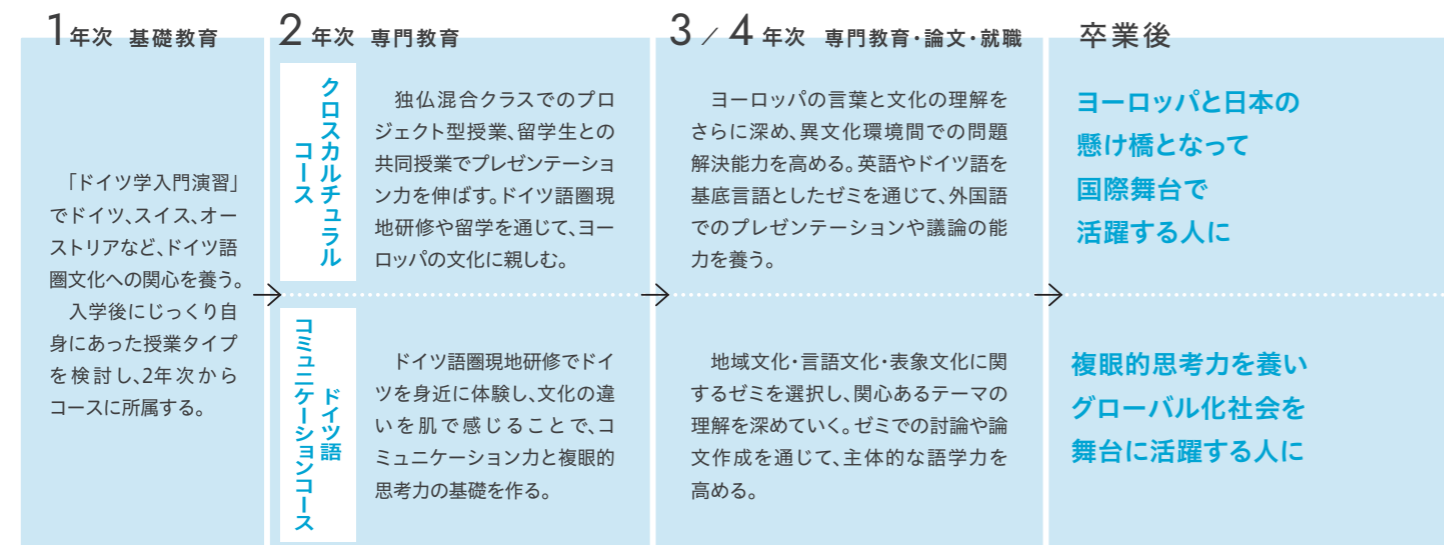 1年次 基礎教育
「ドイツ学入門演習」
でドイツ、スイス、オー
ストリアなど、ドイツ語
圏文化への関心を養う。
入学後にじっくり自
身にあった授業タイプ
を検討し、2年次から
コースに所属する。
2年次 専門教育
クロスカルチュラル
コース
独仏混合クラスでのプロ
ジェクト型授業、留学生との
共同授業でプレゼンテーショ
ン力を伸ばす。ドイツ語圏現
地研修や留学を通じて、ヨー
ロッパの文化に親しむ。
ドイツ語
コミュニケーションコース
ドイツ語圏現地研修でドイ
ツを身近に体験し、文化の違
いを肌で感じることで、コ
ミュニケーション力と複眼的
思考力の基礎を作る。
3/4年次 専門教育・論文・就職
ヨーロッパの言葉と文化の理解を
さらに深め、異文化環境間での問題
解決能力を高める。英語やドイツ語を
基底言語としたゼミを通じて、外国語
でのプレゼンテーションや議論の能
力を養う。
地域文化・言語文化・表象文化に関
するゼミを選択し、関心あるテーマの
理解を深めていく。ゼミでの討論や論
文作成を通じて、主体的な語学力を
高める。
卒業後
ヨーロッパと日本の
懸け橋となって
国際舞台で
活躍する人に
複眼的思考力を養い
グローバル化社会を
舞台に活躍する人に